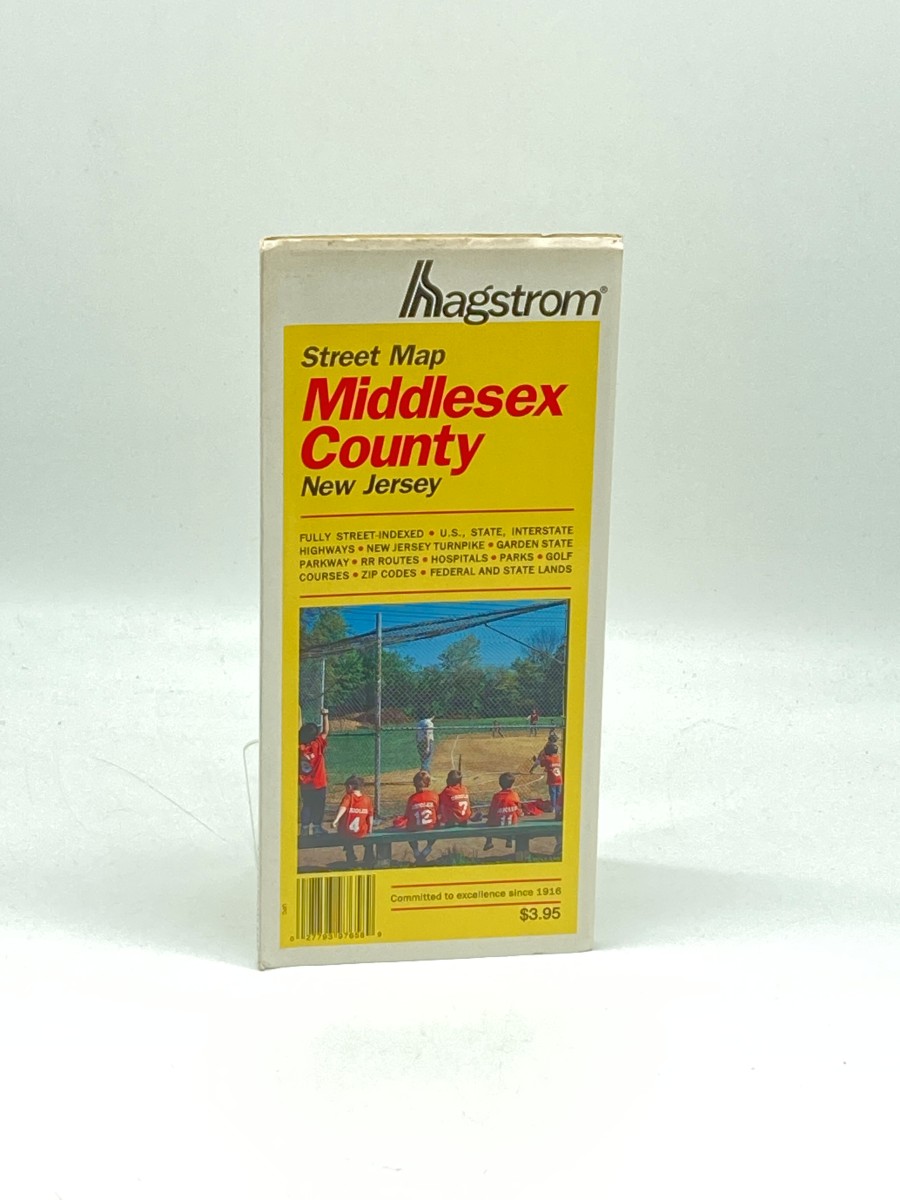 hagstrom®
Street Map
Middlesex
County
New Jersey
FULLY STREET-INDEXED • U.S., STATE, INTERSTATE
HIGHWAYS • NEW JERSEY TURNPIKE • GARDEN STATE
PARKWAY • RR ROUTES • HOSPITALS • PARKS • GOLF
COURSES • ZIP CODES • FEDERAL AND STATE LANDS
3
4
12
7
11
Committed to excellence since 1916
$3.95